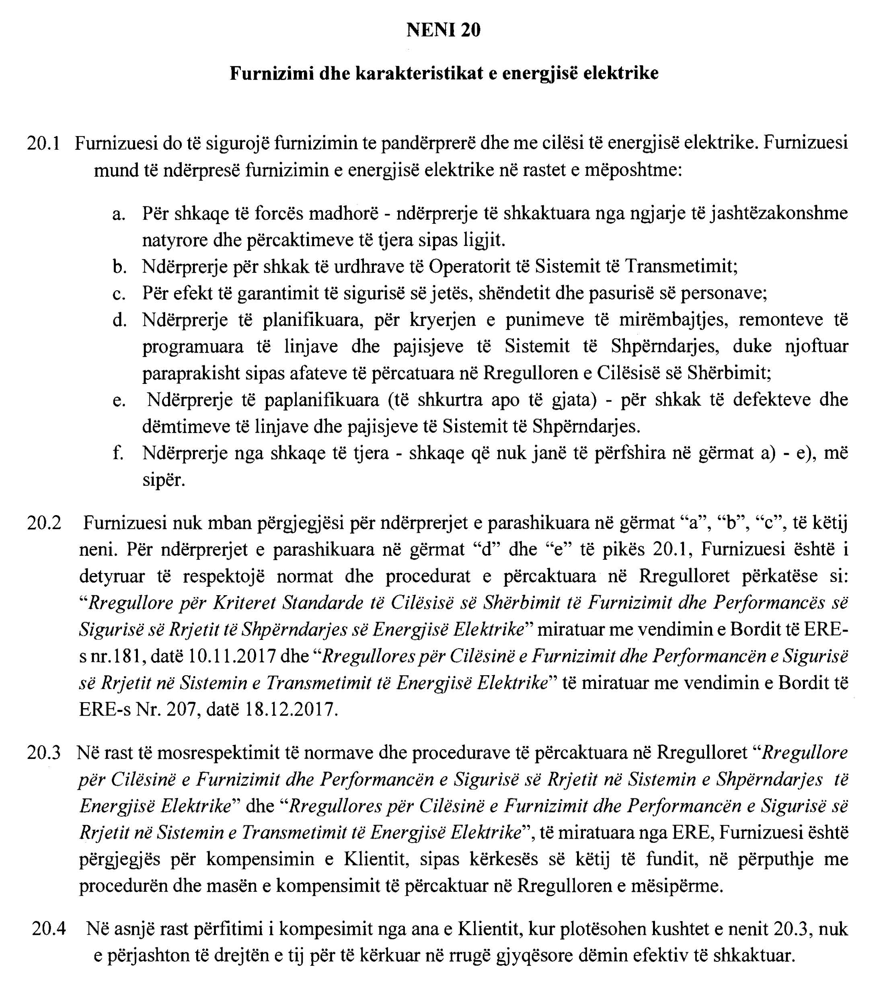 NENI 20
Furnizimi dhe karakteristikat e energjisë elektrike
20.1 Furnizuesi do të sigurojë furnizimin te pandërprerë dhe me cilësi të energjisë elektrike. Furnizuesi
mund të ndërpresë furnizimin e energjisë elektrike në rastet e mëposhtme:
a. Për shkaqe të forcës madhorë - ndërprerje të shkaktuara nga ngjarje të jashtëzakonshme
natyrore dhe përcaktimeve të tjera sipas ligjit.
b. Ndërprerje për shkak të urdhrave të Operatorit të Sistemit të Transmetimit;
c. Për efekt të garantimit të sigurisë së jetës, shëndetit dhe pasurisë së personave;
d. Ndërprerje të planifikuara, për kryerjen e punimeve të mirëmbajtjes, remonteve të
programuara të linjave dhe pajisjeve të Sistemit të Shpërndarjes, duke njoftuar
paraprakisht sipas afateve të përcatuara në Rregulloren e Cilësisë së Shërbimit;
e. Ndërprerje të paplanifikuara (të shkurtra apo të gjata) - për shkak të defekteve dhe
dëmtimeve të linjave dhe pajisjeve të Sistemit të Shpërndarjes.
f. Ndërprerje nga shkaqe të tjera - shkaqe që nuk janë të përfshira në gërmat a) - e), më
sipër.
20.2 Furnizuesi nuk mban përgjegjësi për ndërprerjet e parashikuara në gërmat “a”, “b”, “c”, të këtij
neni. Për ndërprerjet e parashikuara në gërmat “d” dhe “e” të pikës 20.1, Furnizuesi është i
detyruar të respektojë normat dhe procedurat e përcaktuara në Rregulloret përkatëse si:
“Rregullore për Kriteret Standarde të Cilësisë së Shërbimit të Furnizimit dhe Performancës së
Sigurisë së Rrjetit të Shpërndarjes së Energjisë Elektrike” miratuar me vendimin e Bordit të ERE-
s nr.181, datë 10.11.2017 dhe “Rregullores për Cilësinë e Furnizimit dhe Performancën e Sigurisë
së Rrjetit në Sistemin e Transmetimit të Energjisë Elektrike” të miratuar me vendimin e Bordit të
ERE-s Nr. 207, datë 18.12.2017.
20.3 Në rast të mosrespektimit të normave dhe procedurave të përcaktuara në Rregulloret “Rregullore
për Cilësinë e Furnizimit dhe Performancën e Sigurisë së Rrjetit në Sistemin e Shpërndarjes të
Energjisë Elektrike” dhe “Rregullores për Cilësinë e Furnizimit dhe Performancën e Sigurisë së
Rrjetit në Sistemin e Transmetimit të Energjisë Elektrike”, të miratuara nga ERE, Furnizuesi është
përgjegjës për kompensimin e Klientit, sipas kërkesës së këtij të fundit, në përputhje me
procedurën dhe masën e kompensimit të përcaktuar në Rregulloren e mësipërme.
20.4 Në asnjë rast përfitimi i kompesimit nga ana e Klientit, kur plotësohen kushtet e nenit 20.3, nuk
e përjashton të drejtën e tij për të kërkuar në rrugë gjyqësore dëmin efektiv të shkaktuar.